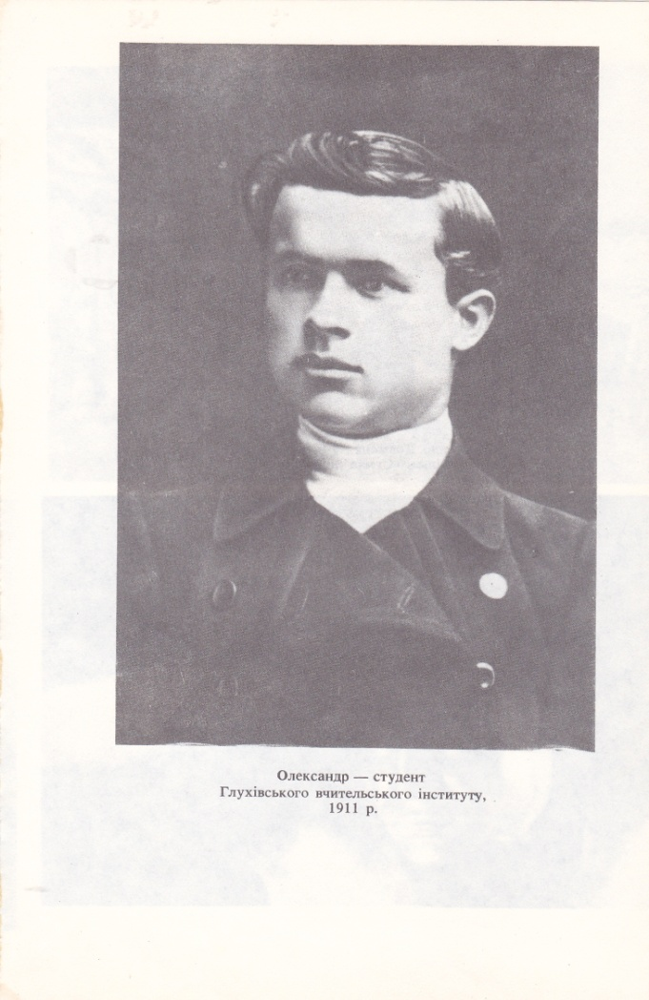 Олександр — студент
Глухівського вчительського інституту,
1911 р.